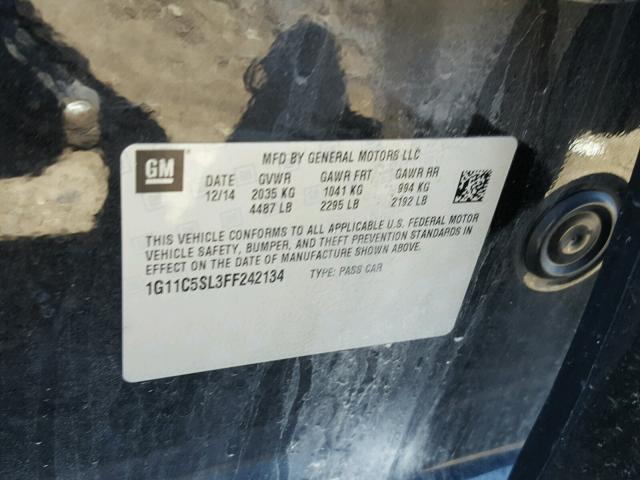 GM
MFD BY GENERAL MOTORS LLC
DATE GVWR GAWR FRT GAWR RR
12/14 2035 KG 1041 KG 994 KG
4487 LB 2295 LB 2192 LB
THIS VEHICLE CONFORMS TO ALL APPLICABLE U.S. FEDERAL MOTOR
VEHICLE SAFETY, BUMPER, AND THEFT PREVENTION STANDARDS IN
EFFECT ON THE DATE OF MANUFACTURE SHOWN ABOVE.
1G11C5SL3FF242134 TYPE: PASS CAR